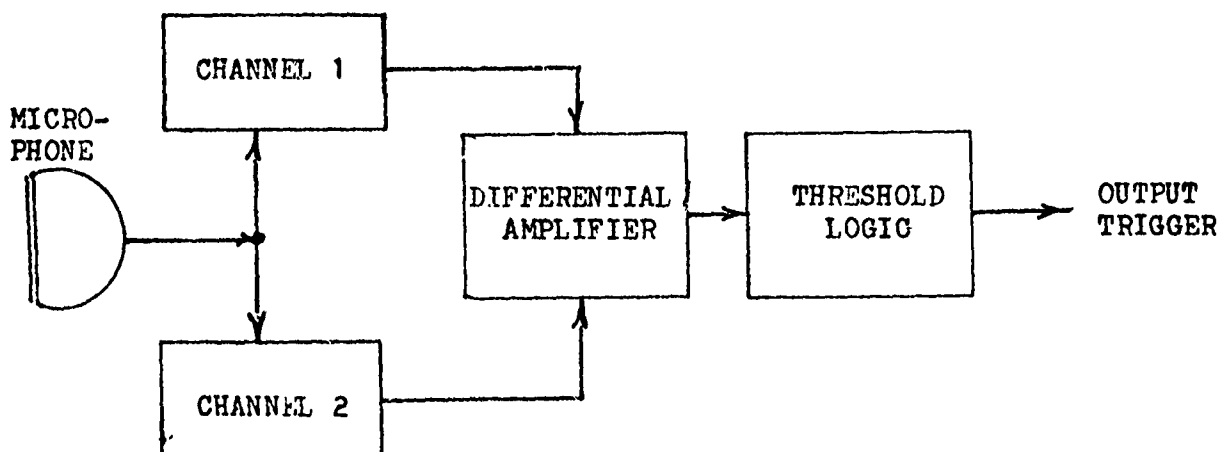 CHANNEL 1
MICRO-
PHONE
DIFFERENTIAL
AMPLIFIER
THRESHOLD
LOGIC
OUTPUT
TRIGGER
CHANNEL 2